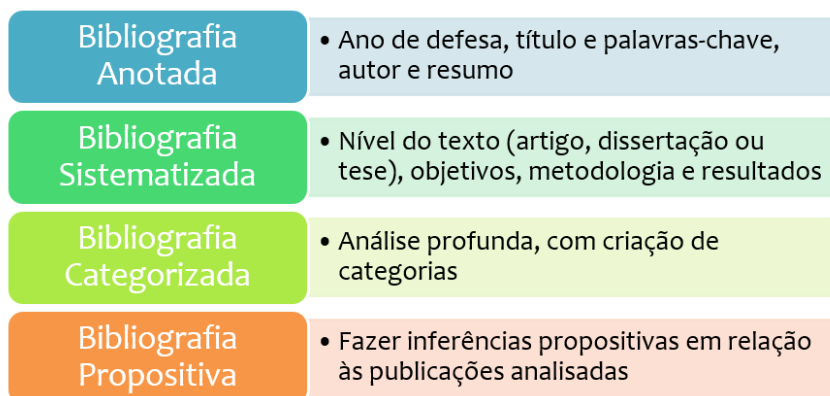 Bibliografia
Anotada
• Ano de defesa, título e palavras-chave,
autor e resumo
Bibliografia
Sistematizada
• Nível do texto (artigo, dissertação ou
tese), objetivos, metodologia e resultados
Bibliografia
Categorizada
• Análise profunda, com criação de
categorias
Bibliografia
Propositiva
• Fazer inferências propositivas em relação
às publicações analisadas